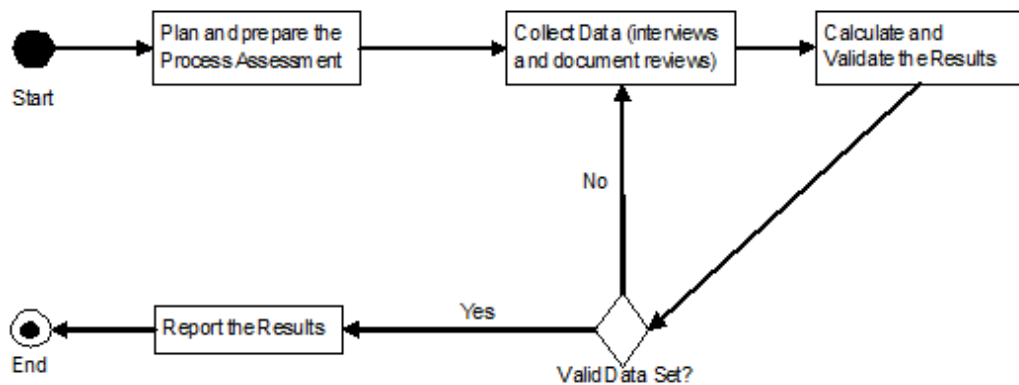 Plan and prepare the
Process Assessment
Collect Data (interviews
and document reviews)
Calculate and
Validate the Results
Start
No
Yes
Report the Results
End
Valid Data Set?